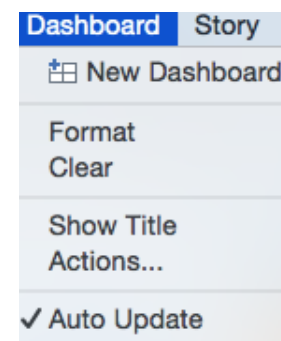 Dashboard Story
New Dashboard
Format
Clear
Show Title
Actions...
✓ Auto Update